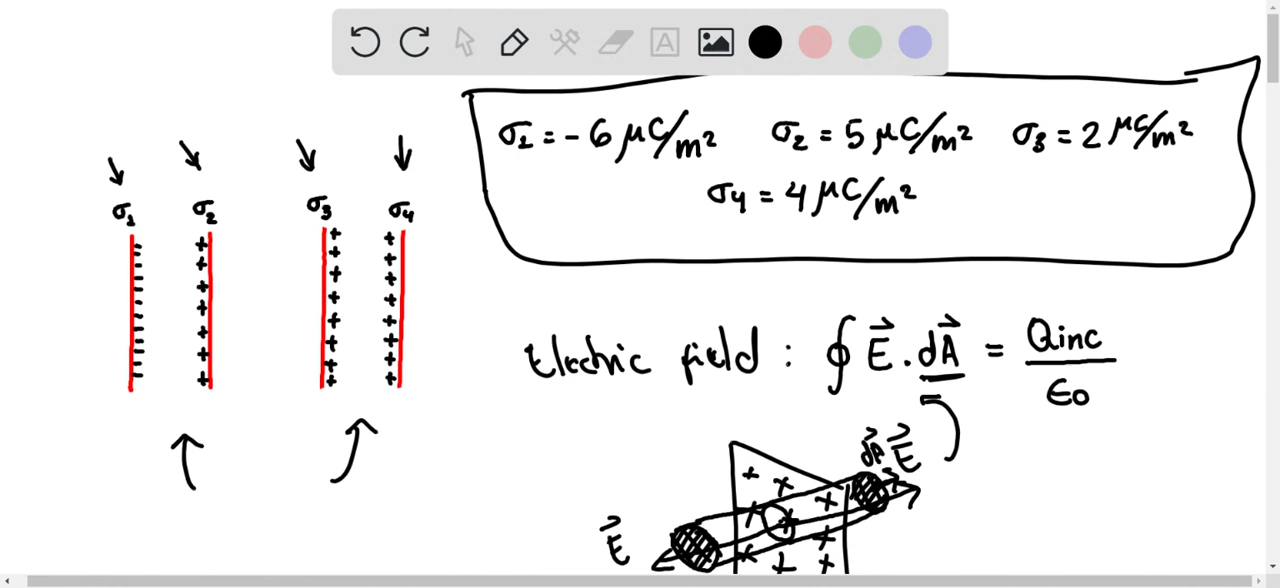 σ1 = - 6 μC/m² σ2 = 5 μC/m² σ3 = 2 μC/m²
σ4 = 4 μC/m²
σ1 σ2 σ3 σ4
Electric field : ∮ E⃗ . dA⃗ = Qinc / ϵ0
dA⃗ E⃗
E⃗